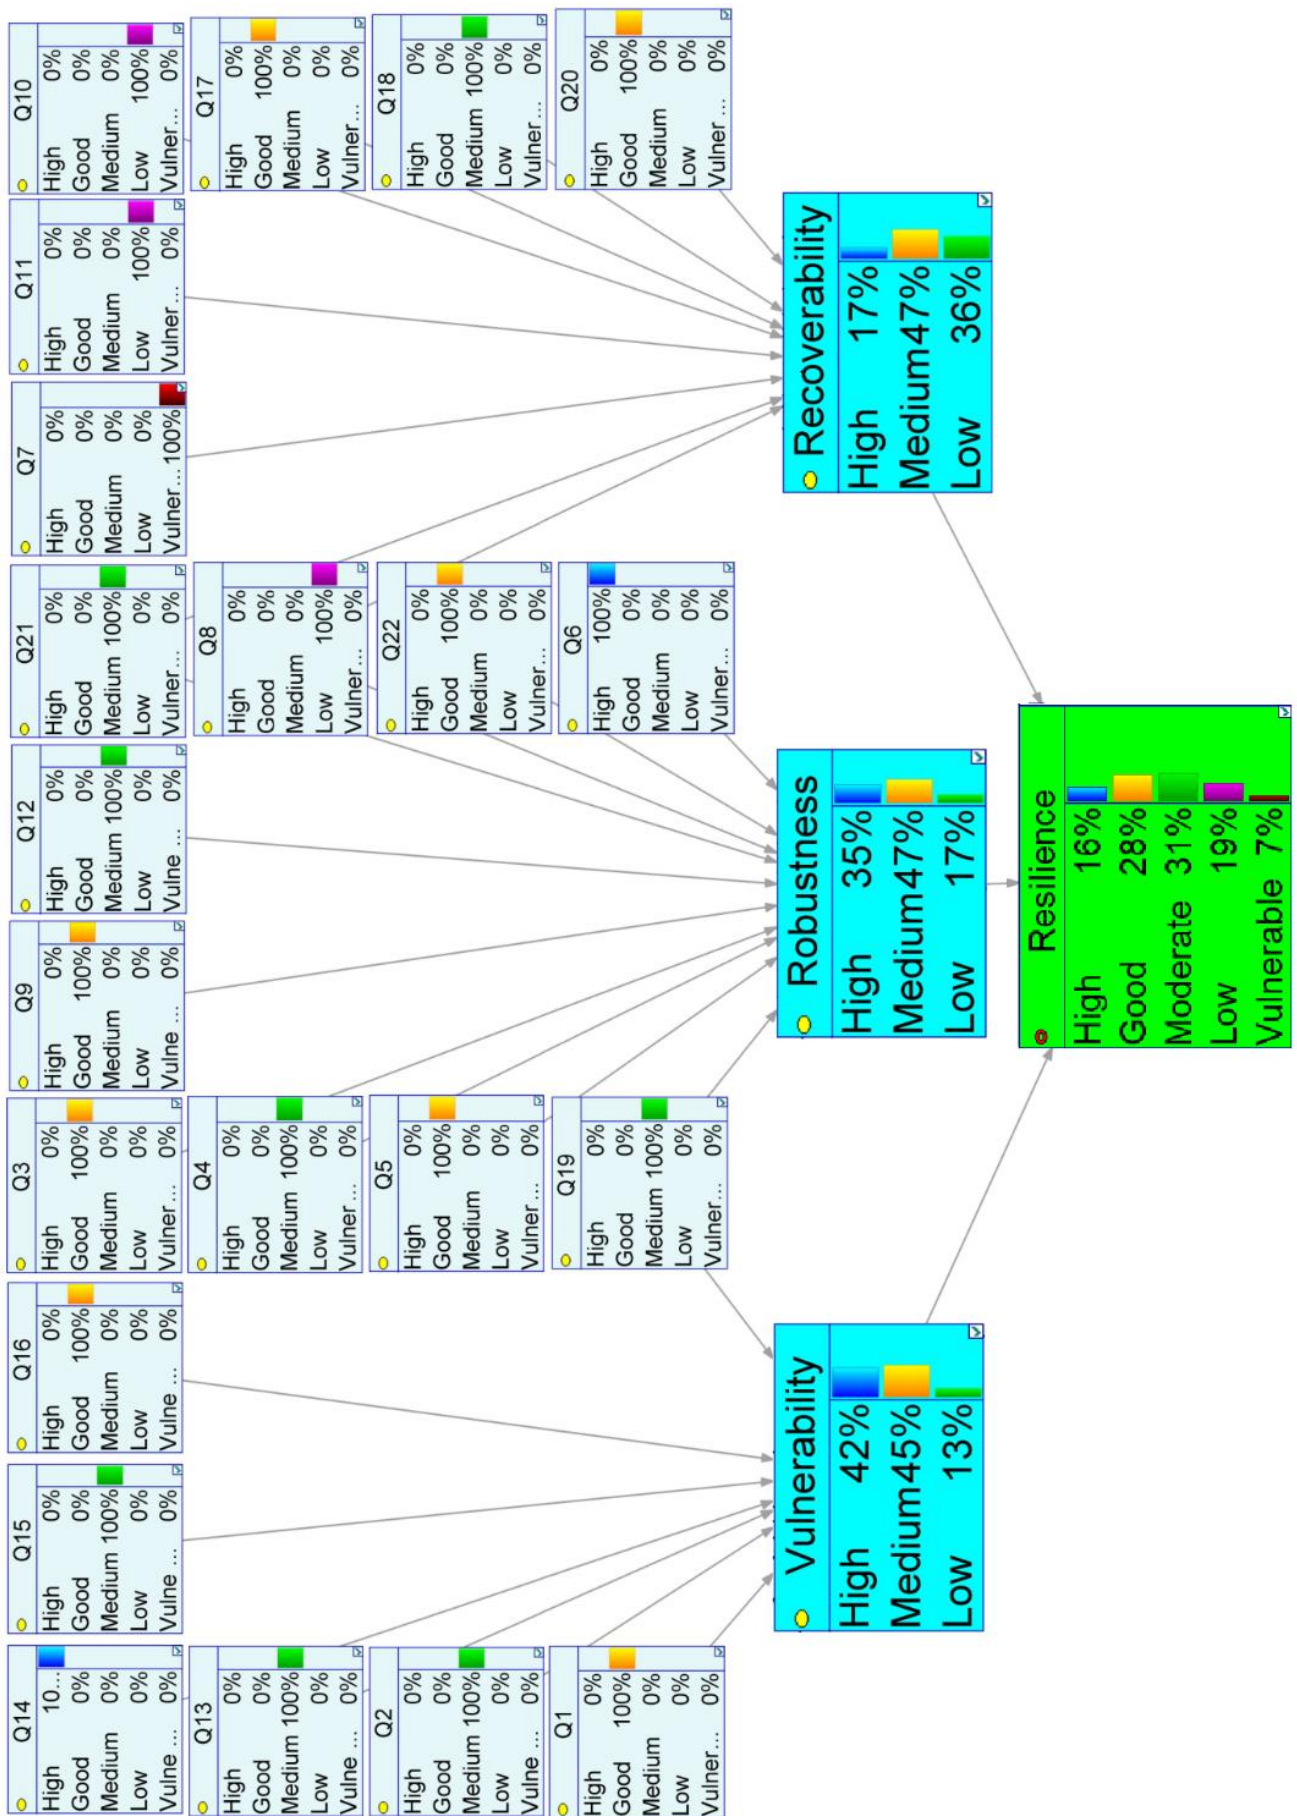 Q14
High 10...
Good 0%
Medium 0%
Low 0%
Vulne ... 0%
Q15
High 0%
Good 0%
Medium 100%
Low 0%
Vulne ... 0%
Q16
High 0%
Good 100%
Medium 0%
Low 0%
Vulne ... 0%
Q3
High 0%
Good 100%
Medium 0%
Low 0%
Vulner ... 0%
Q9
High 0%
Good 100%
Medium 0%
Low 0%
Vulne ... 0%
Q12
High 0%
Good 0%
Medium 100%
Low 0%
Vulne ... 0%
Q21
High 0%
Good 0%
Medium 100%
Low 0%
Vulner... 0%
Q7
High 0%
Good 0%
Medium 0%
Low 0%
Vulner... 100%
Q11
High 0%
Good 0%
Medium 0%
Low 100%
Vulner ... 0%
Q10
High 0%
Good 0%
Medium 0%
Low 100%
Vulner... 0%
Q13
High 0%
Good 0%
Medium 100%
Low 0%
Vulne ... 0%
Q4
High 0%
Good 0%
Medium 100%
Low 0%
Vulner ... 0%
Q8
High 0%
Good 0%
Medium 0%
Low 100%
Vulner... 0%
Q17
High 0%
Good 100%
Medium 0%
Low 0%
Vulner... 0%
Q2
High 0%
Good 0%
Medium 100%
Low 0%
Vulne ... 0%
Q5
High 0%
Good 100%
Medium 0%
Low 0%
Vulner ... 0%
Q22
High 0%
Good 100%
Medium 0%
Low 0%
Vulner... 0%
Q18
High 0%
Good 0%
Medium 100%
Low 0%
Vulner... 0%
Q1
High 0%
Good 100%
Medium 0%
Low 0%
Vulner... 0%
Q19
High 0%
Good 0%
Medium 100%
Low 0%
Vulner ... 0%
Q6
High 100%
Good 0%
Medium 0%
Low 0%
Vulner... 0%
Q20
High 0%
Good 100%
Medium 0%
Low 0%
Vulner ... 0%
Vulnerability
High 42%
Medium 45%
Low 13%
Robustness
High 35%
Medium 47%
Low 17%
Recoverability
High 17%
Medium 47%
Low 36%
Resilience
High 16%
Good 28%
Moderate 31%
Low 19%
Vulnerable 7%